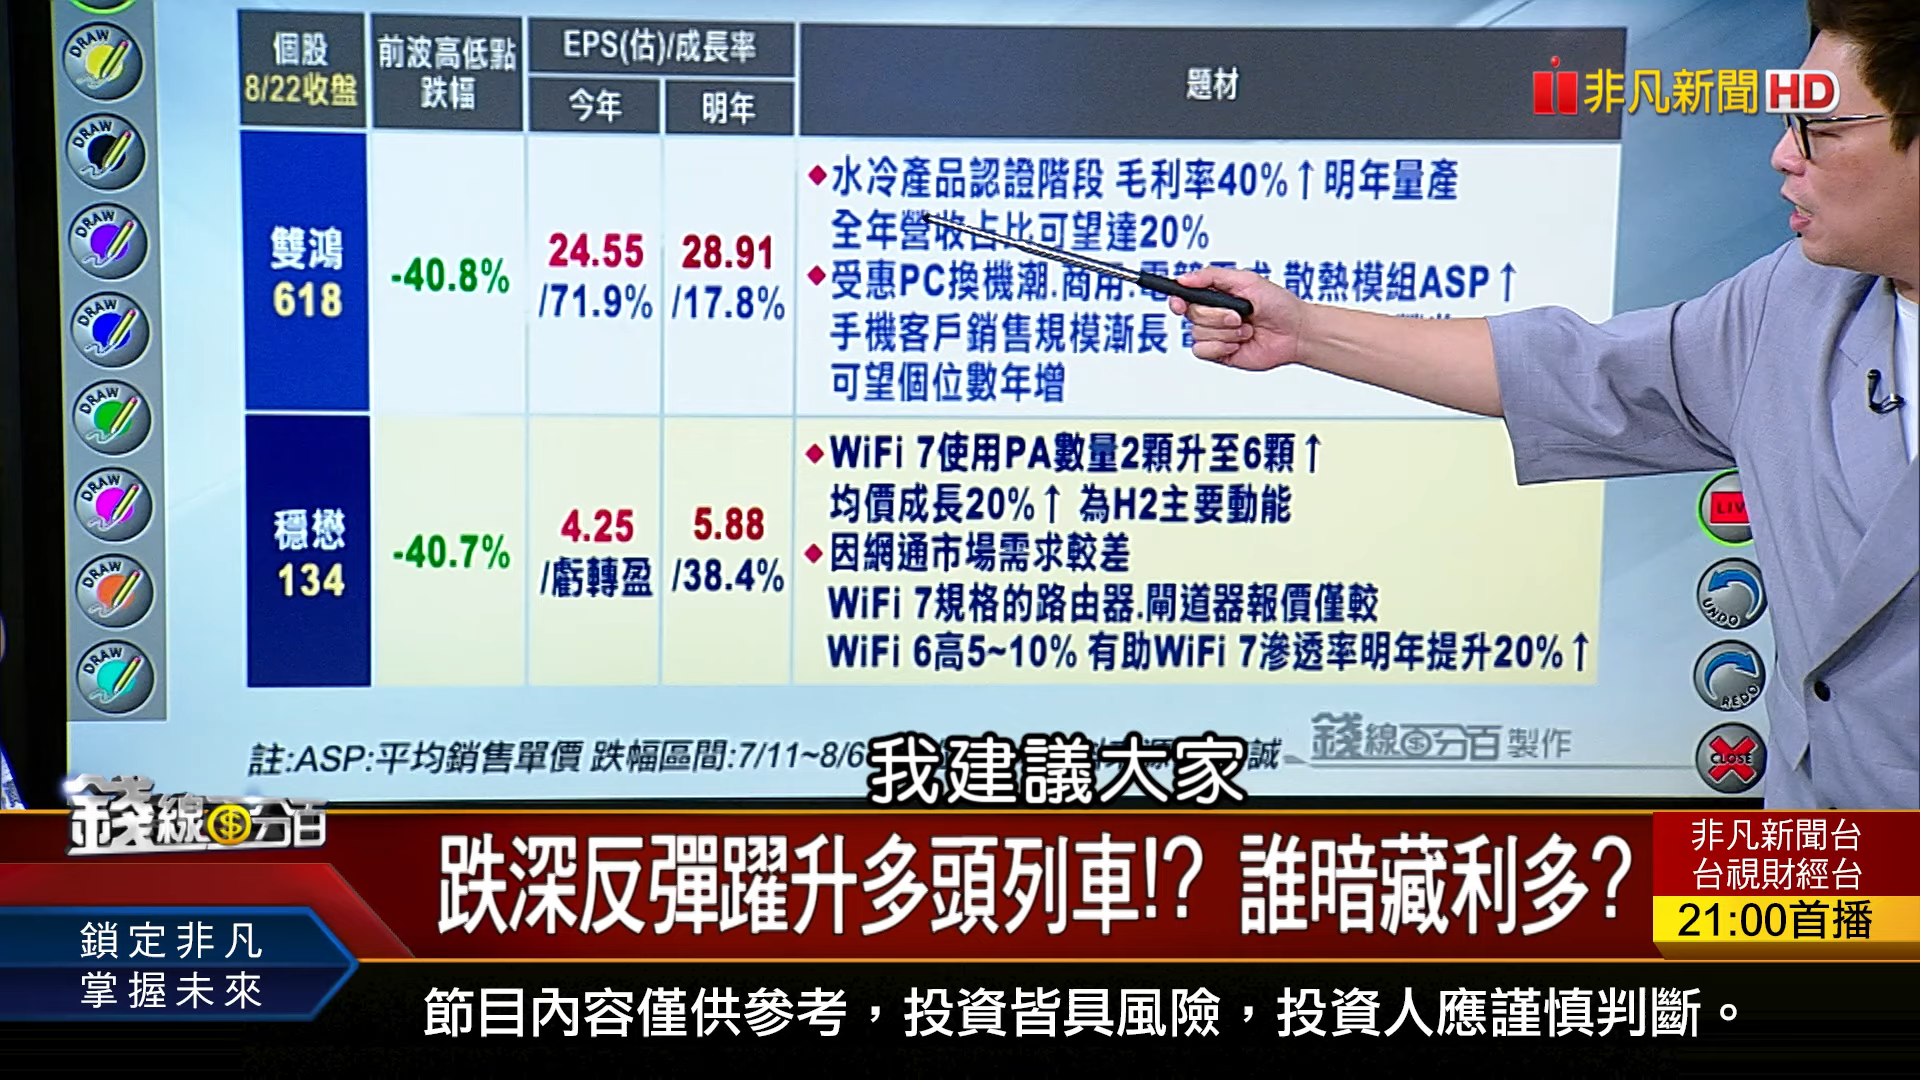 個股
8/22收盤
前波高低點
跌幅
EPS(估)/成長率
今年
明年
題材
非凡新聞HD
雙鴻
618
-40.8%
24.55
/71.9%
28.91
/17.8%
◆水冷產品認證階段 毛利率40%↑明年量產
全年營收占比可望達20%
◆受惠PC換機潮.商用.電競需求 散熱模組ASP↑
手機客戶銷售規模漸長
可望個位數年增
穩懋
134
-40.7%
4.25
/虧轉盈
5.88
/38.4%
◆WiFi 7使用PA數量2顆升至6顆↑
均價成長20%↑ 為H2主要動能
◆因網通市場需求較差
WiFi 7規格的路由器.閘道器報價僅較
WiFi 6高5~10% 有助WiFi 7滲透率明年提升20%↑
註:ASP:平均銷售單價 跌幅區間:7/11~8/6
誠
錢線百分百製作
DRAW
DRAW
DRAW
DRAW
DRAW
DRAW
DRAW
DRAW
LIV
UNDO
REDO
CLOSE
我建議大家
錢線百分百
跌深反彈躍升多頭列車!? 誰暗藏利多?
非凡新聞台
台視財經台
21:00首播
鎖定非凡
掌握未來
節目內容僅供參考，投資皆具風險，投資人應謹慎判斷。